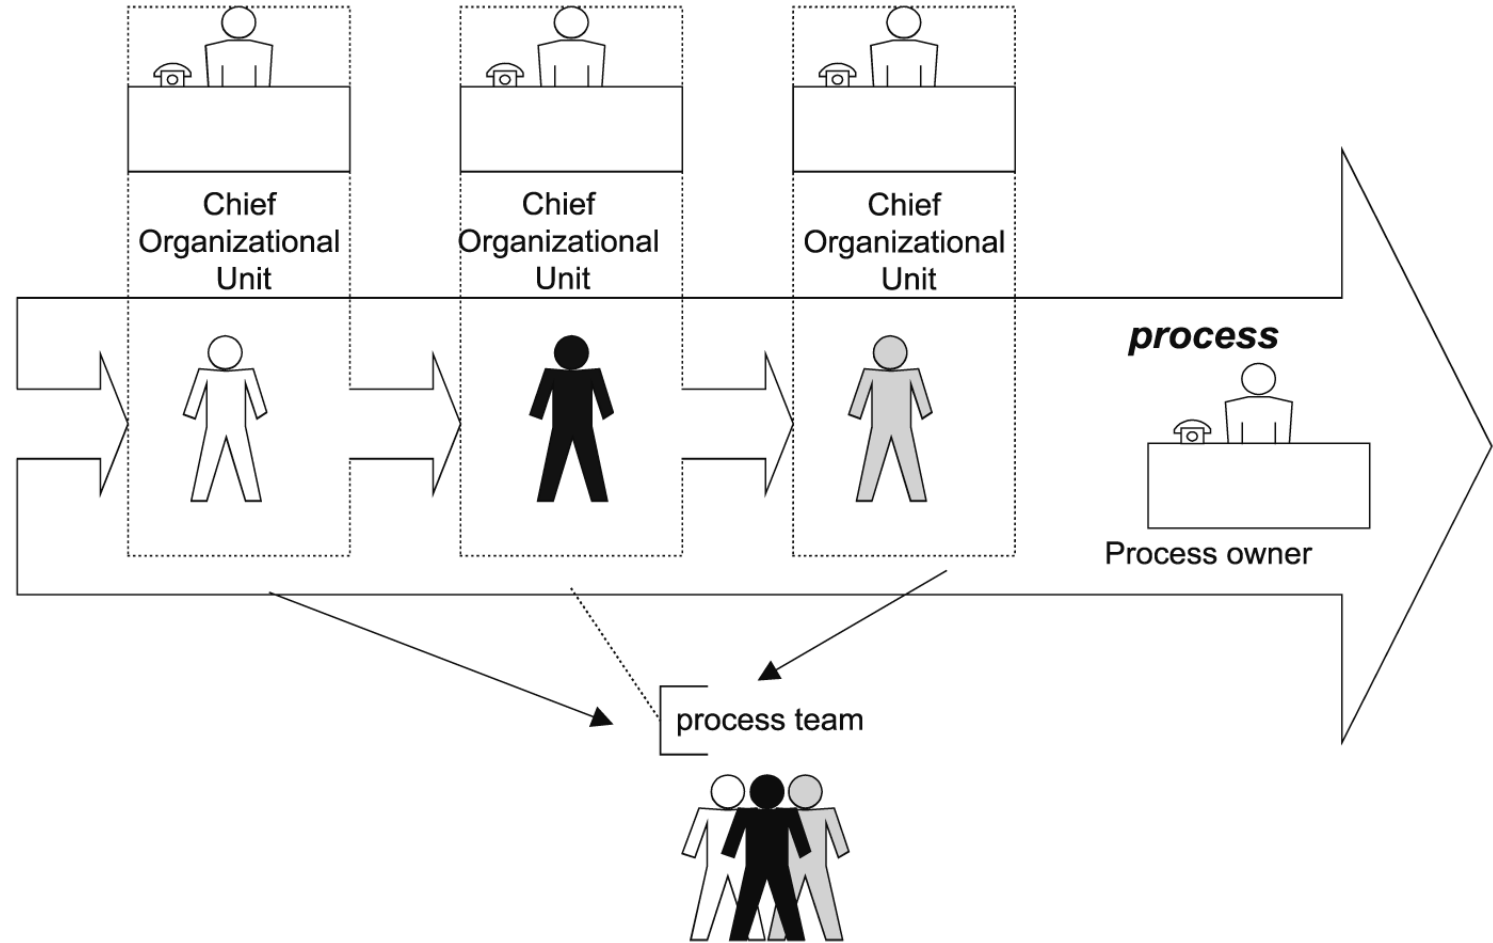 Chief
Organizational
Unit
Chief
Organizational
Unit
Chief
Organizational
Unit
process
Process owner
process team